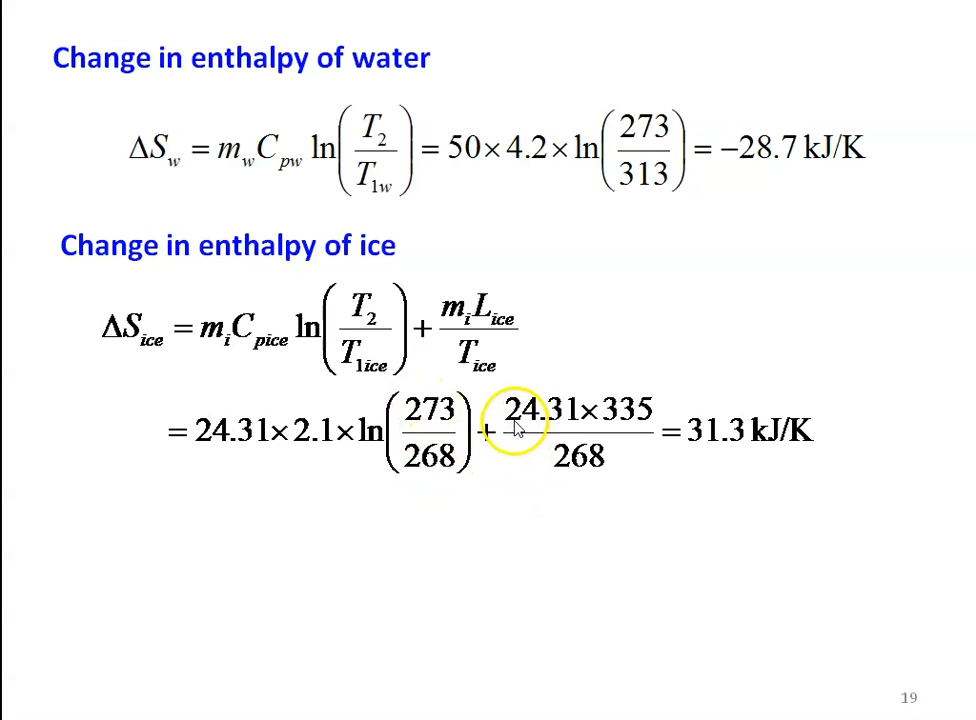 Change in enthalpy of water
ΔS_w = m_w C_pw ln(T_2 / T_1w) = 50 × 4.2 × ln(273 / 313) = −28.7 kJ/K
Change in enthalpy of ice
ΔS_ice = m_i C_pice ln(T_2 / T_1ice) + m_i L_ice / T_ice
= 24.31 × 2.1 × ln(273 / 268) + 24.31 × 335 / 268 = 31.3 kJ/K
19